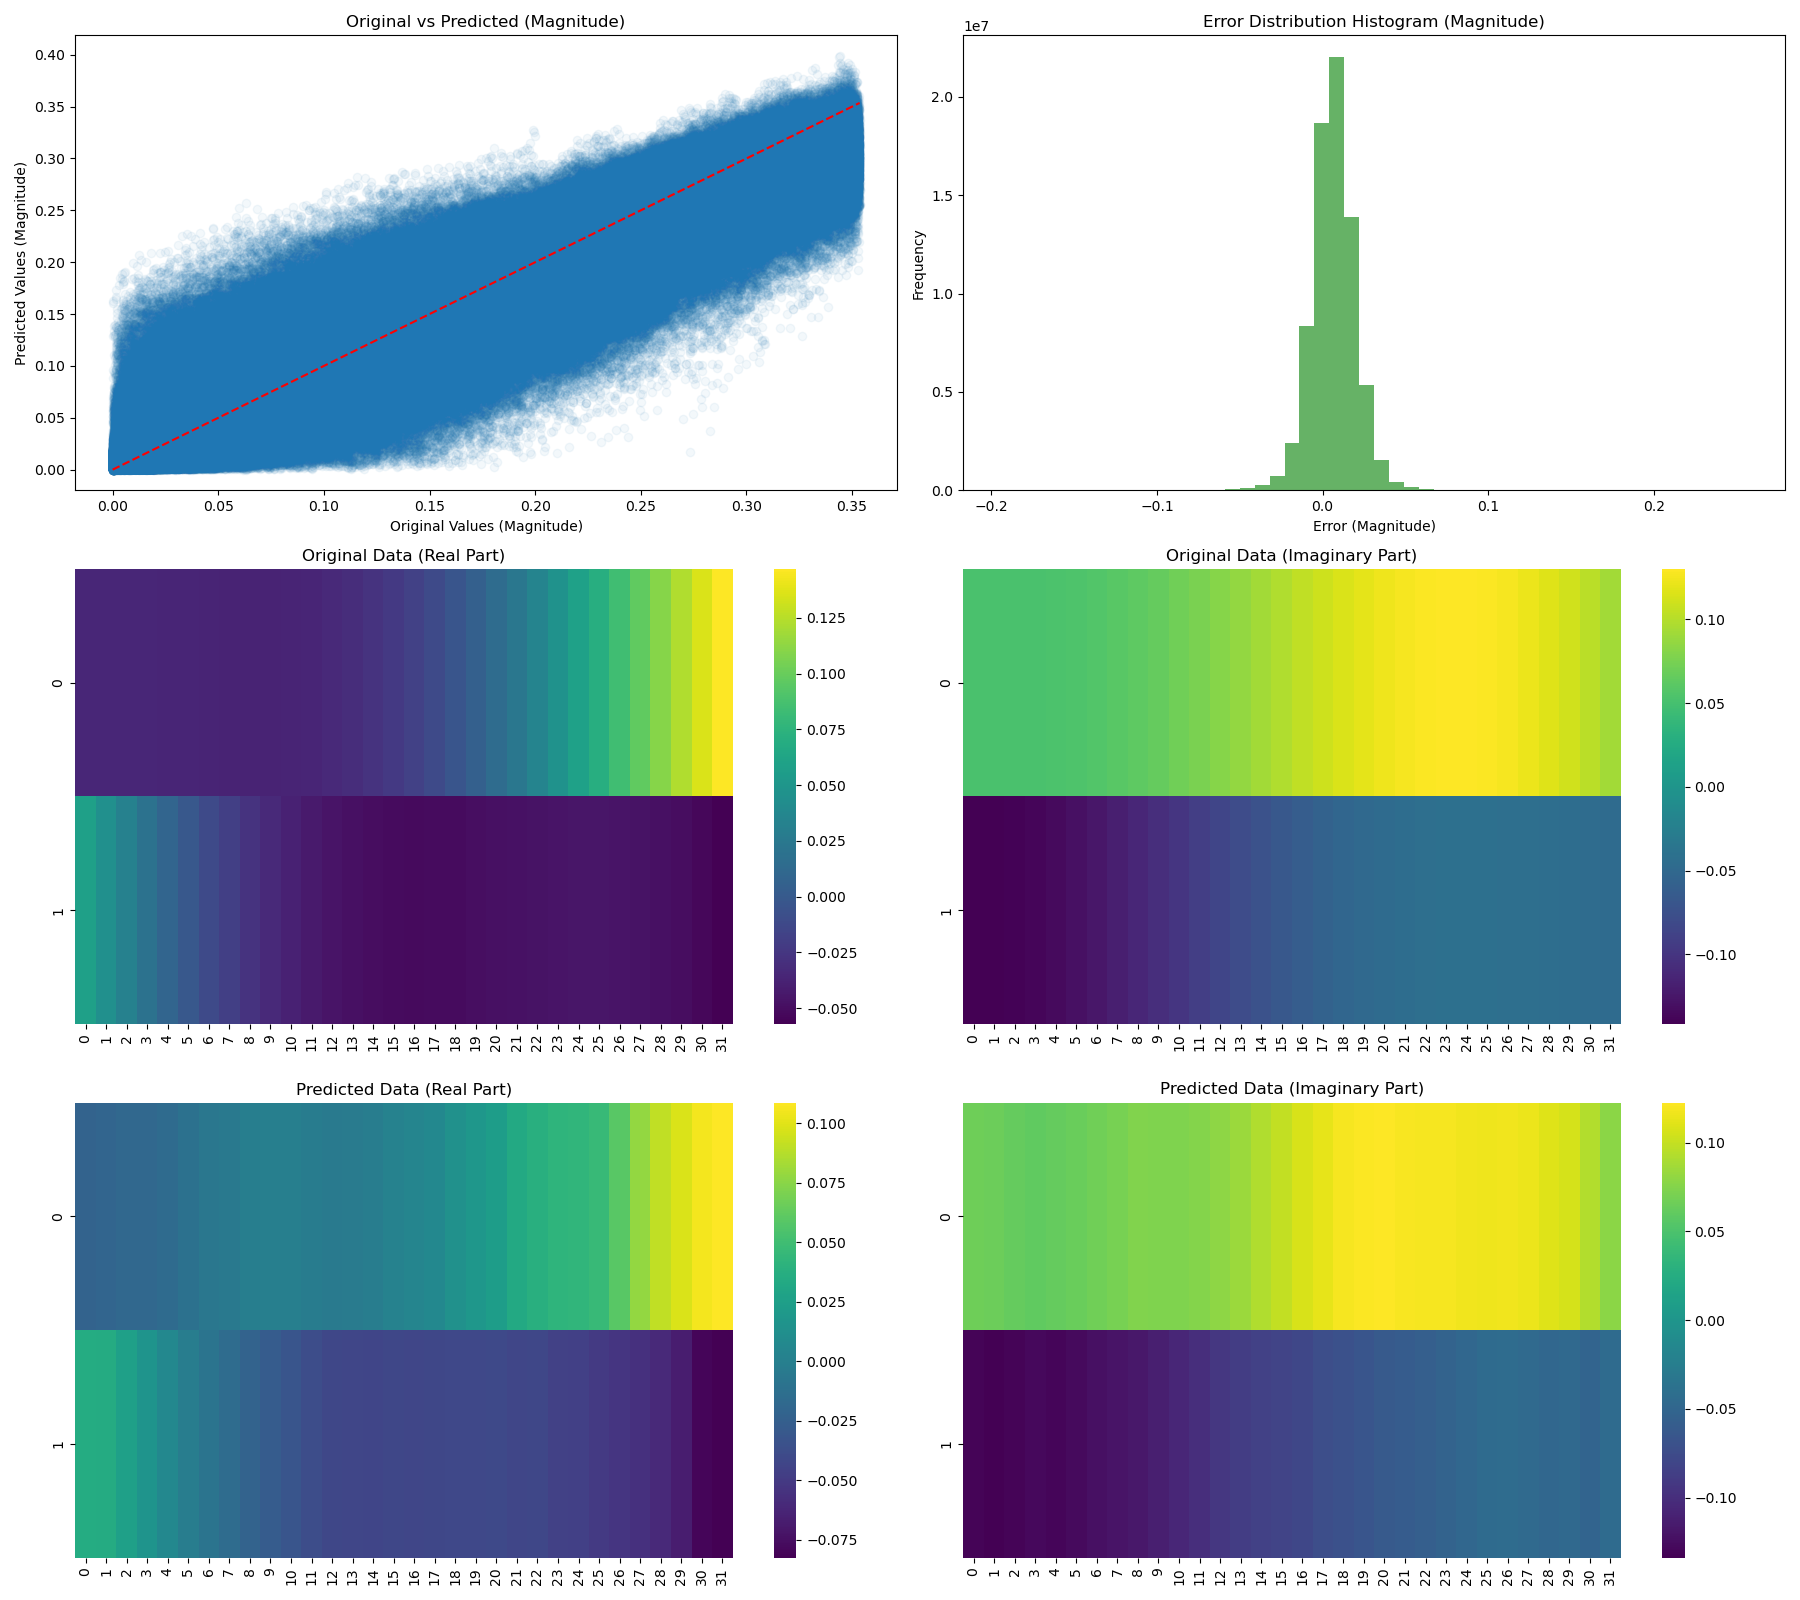 Original vs Predicted (Magnitude)
0.40
0.35
0.30
0.25
0.20
0.15
0.10
0.05
0.00
Predicted Values (Magnitude)
0.00 0.05 0.10 0.15 0.20 0.25 0.30 0.35
Original Values (Magnitude)
Error Distribution Histogram (Magnitude)
1e7
2.0
1.5
1.0
0.5
0.0
Frequency
−0.2 −0.1 0.0 0.1 0.2
Error (Magnitude)
Original Data (Real Part)
0
1
0 1 2 3 4 5 6 7 8 9 10 11 12 13 14 15 16 17 18 19 20 21 22 23 24 25 26 27 28 29 30 31
0.125
0.100
0.075
0.050
0.025
0.000
−0.025
−0.050
Original Data (Imaginary Part)
0
1
0 1 2 3 4 5 6 7 8 9 10 11 12 13 14 15 16 17 18 19 20 21 22 23 24 25 26 27 28 29 30 31
0.10
0.05
0.00
−0.05
−0.10
Predicted Data (Real Part)
0
1
0 1 2 3 4 5 6 7 8 9 10 11 12 13 14 15 16 17 18 19 20 21 22 23 24 25 26 27 28 29 30 31
0.100
0.075
0.050
0.025
0.000
−0.025
−0.050
−0.075
Predicted Data (Imaginary Part)
0
1
0 1 2 3 4 5 6 7 8 9 10 11 12 13 14 15 16 17 18 19 20 21 22 23 24 25 26 27 28 29 30 31
0.10
0.05
0.00
−0.05
−0.10